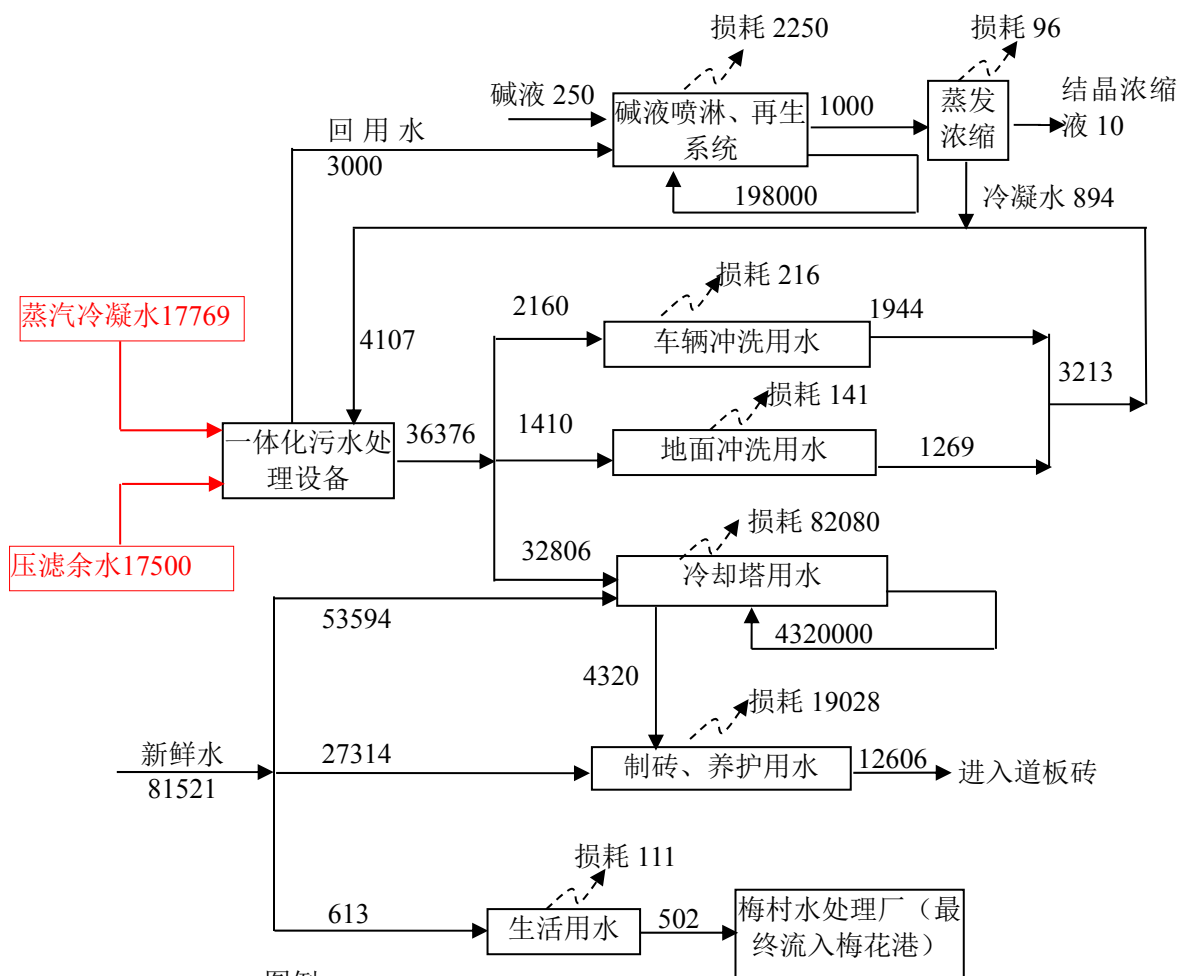 损耗 2250
损耗 96
碱液 250
碱液喷淋、再生
系统
1000
蒸发
浓缩
结晶浓缩
液 10
回用水
3000
198000
冷凝水 894
损耗 216
蒸汽冷凝水17769
2160
1944
4107
车辆冲洗用水
3213
损耗 141
一体化污水处
理设备
36376
1410
地面冲洗用水
1269
损耗 82080
压滤余水17500
32806
冷却塔用水
53594
4320000
4320
损耗 19028
新鲜水
81521
27314
制砖、养护用水
12606
进入道板砖
损耗 111
613
生活用水
502
梅村水处理厂（最
终流入梅花港）